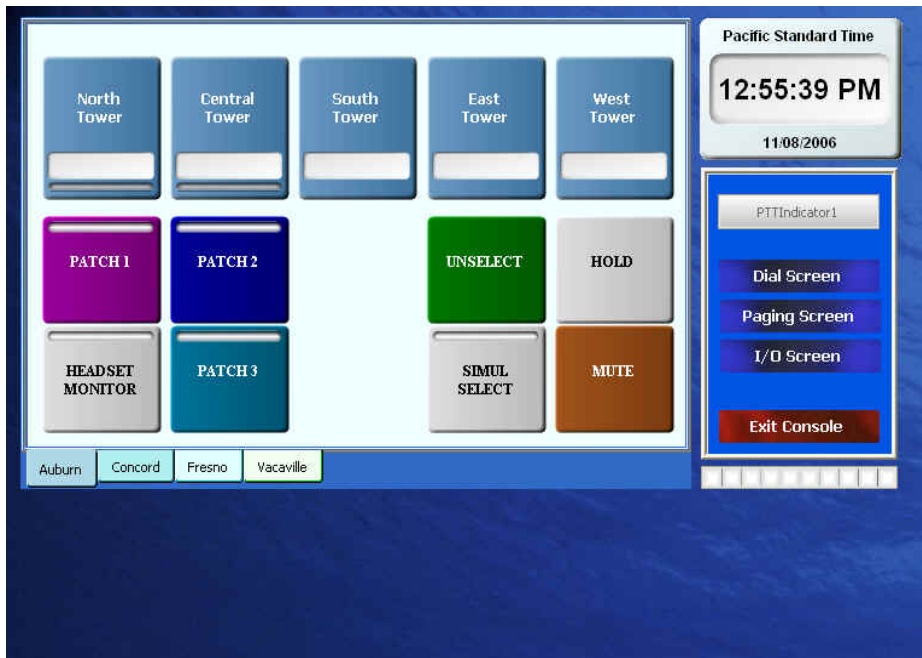 Pacific Standard Time
12:55:39 PM
11/08/2006
North
Tower
Central
Tower
South
Tower
East
Tower
West
Tower
PATCH 1
PATCH 2
UNSELECT
HOLD
HEADSET
MONITOR
PATCH 3
SIMUL
SELECT
MUTE
PTTIndicator1
Dial Screen
Paging Screen
I/O Screen
Exit Console
Auburn
Concord
Fresno
Vacaville